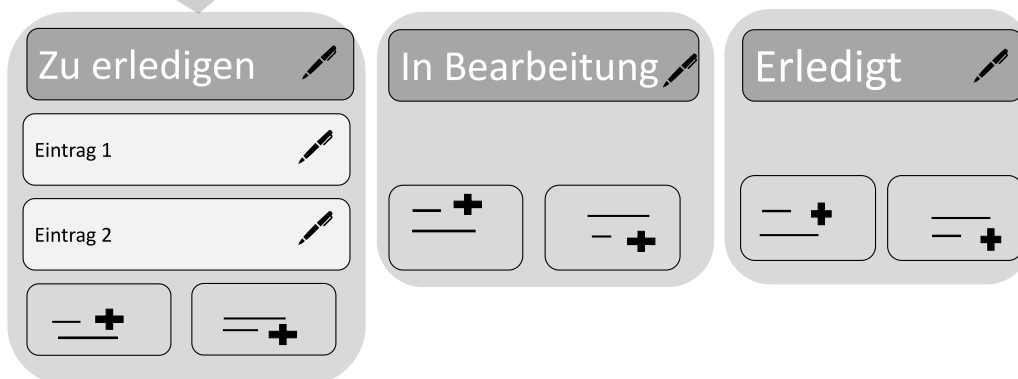 Zu erledigen
Eintrag 1
Eintrag 2
In Bearbeitung
Erledigt